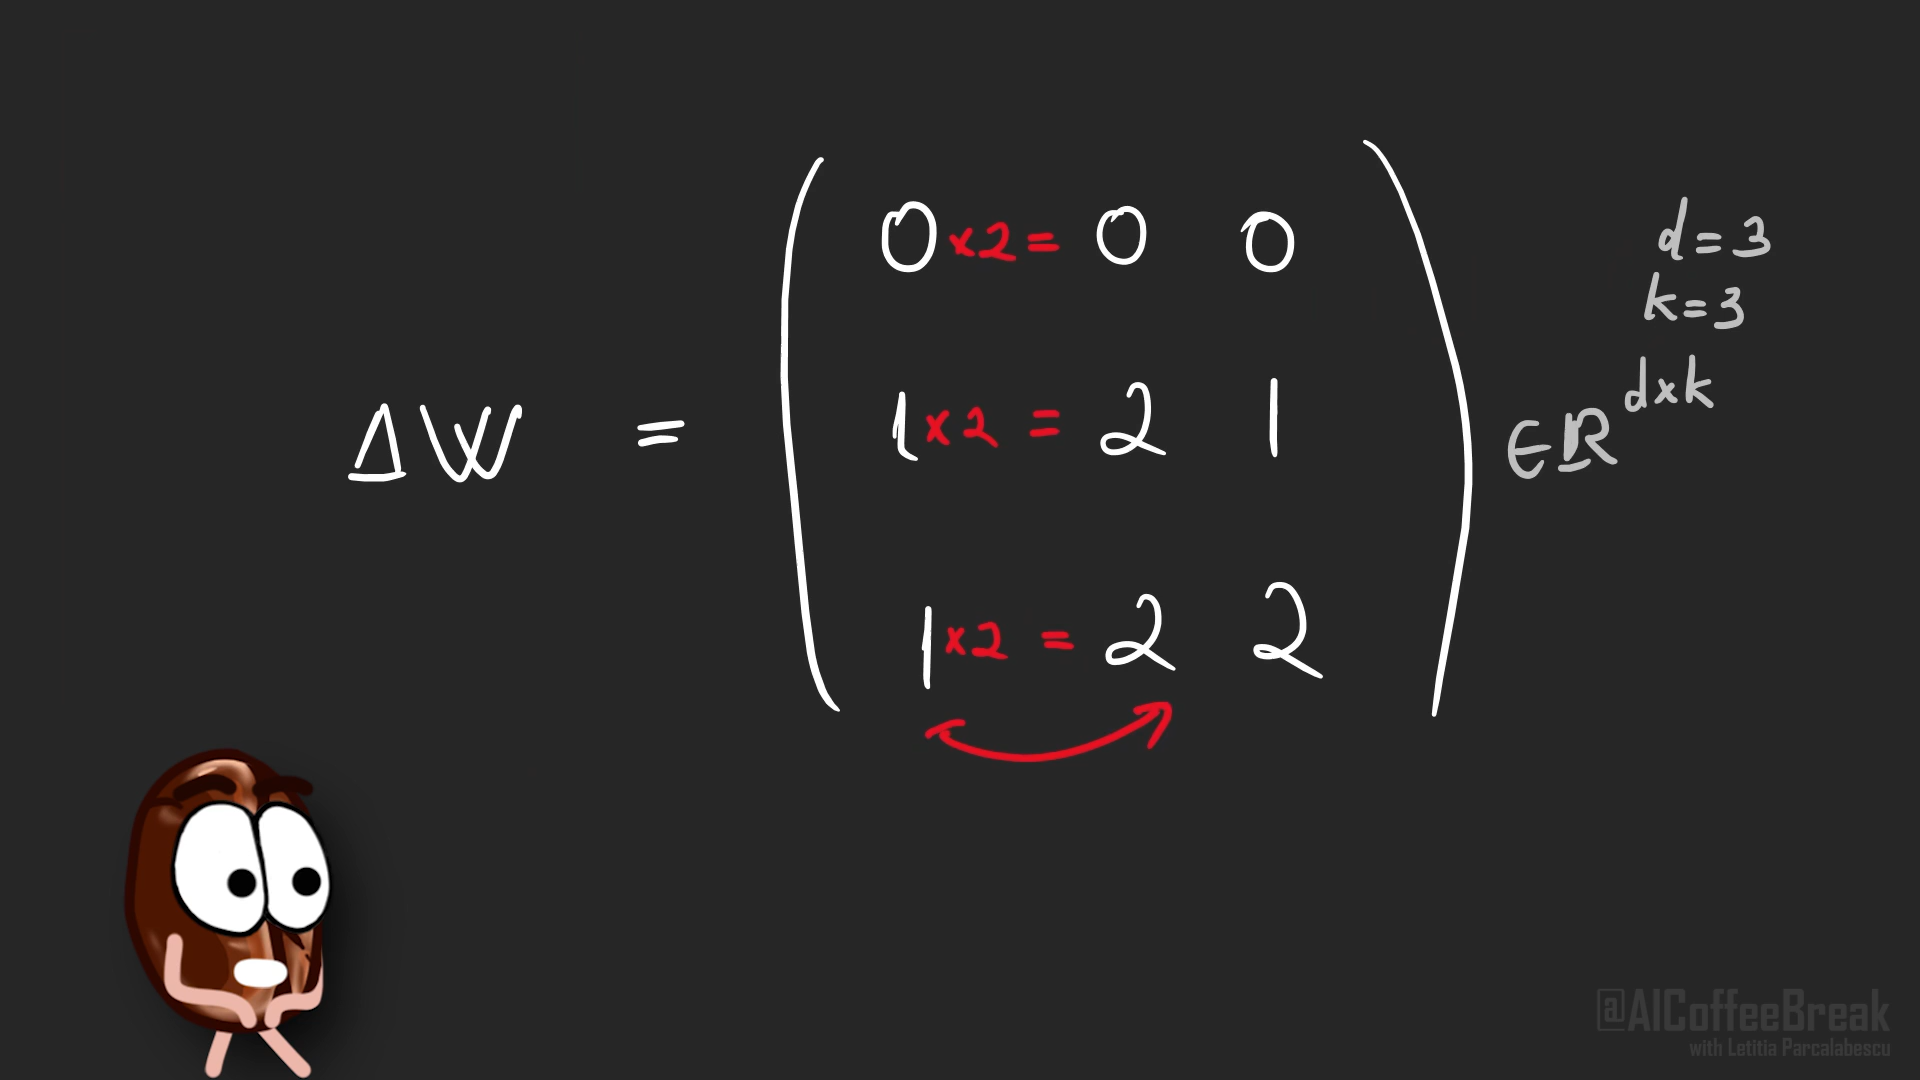 0 ×2= 0 0
d=3
k=3
ΔW = 1 ×2 = 2 1 ∈ℝ^{d×k}
1 ×2 = 2 2
@AICoffeeBreak
with Letitia Parcalabescu